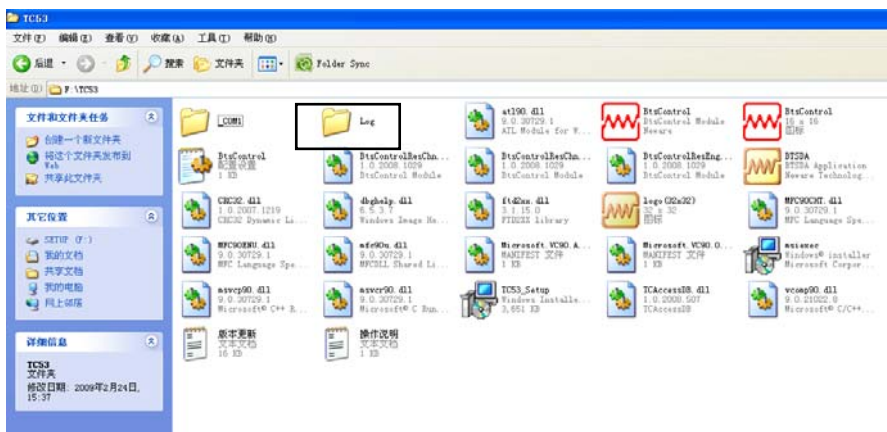 TC53
文件(F) 编辑(E) 查看(V) 收藏(A) 工具(T) 帮助(H)
后退 搜索 文件夹 Folder Sync
地址(D) F:\TC53
文件和文件夹任务
创建一个新文件夹
将这个文件夹发布到
Web
共享此文件夹
其它位置
SETUP (F:)
我的文档
共享文档
我的电脑
网上邻居
详细信息
TC53
文件夹
修改日期: 2009年2月24日,
15:37
_COM1
Log
atl90.dll
9.0.30729.1
ATL Module for W...
BtsControl
BtsControl Module
Neware
BtsControl
16 x 16
图标
BtsControl
配置设置
1 KB
BtsControlResChn...
1.0.2008.1029
BtsControl Module
BtsControlResChn...
1.0.2008.1029
BtsControl Module
BtsControlResEng...
1.0.2008.1029
BtsControl Module
BTSDA
BTSDA Application
Neware Technolog...
CRC32.dll
1.0.2007.1219
CRC32 Dynamic Li...
dbghelp.dll
6.5.3.7
Windows Image He...
ftd2xx.dll
3.1.15.0
FTD2XX library
logo(32x32)
32 x 32
图标
MFC90CHT.dll
9.0.30729.1
MFC Language Spe...
MFC90ENU.dll
9.0.30729.1
MFC Language Spe...
mfc90u.dll
9.0.30729.1
MFCDLL Shared Li...
Microsoft.VC90.A...
MANIFEST 文件
1 KB
Microsoft.VC90.O...
MANIFEST 文件
1 KB
msiexec
Windows® installer
Microsoft Corpor...
msvcp90.dll
9.0.30729.1
Microsoft® C++ R...
msvcr90.dll
9.0.30729.1
Microsoft® C Run...
TC53_Setup
Windows Installe...
3,651 KB
TCAccessDB.dll
1.0.2008.507
TCAccessDB
vcomp90.dll
9.0.21022.8
Microsoft® C/C++...
版本更新
文本文档
16 KB
操作说明
文本文档
1 KB